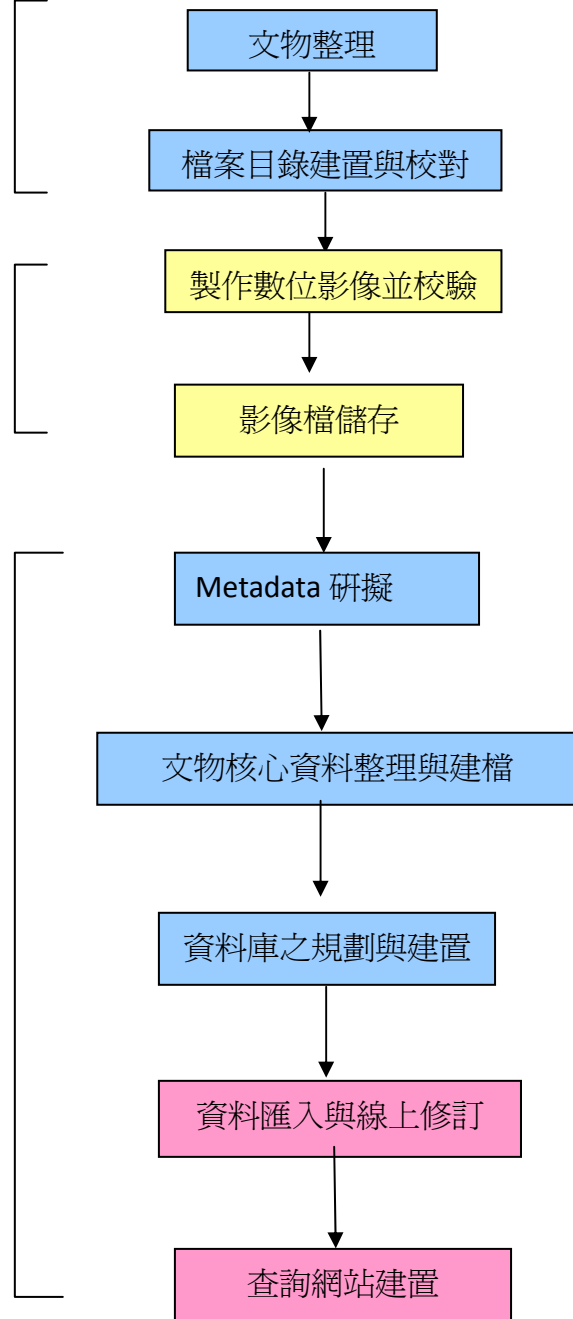 文物整理
檔案目錄建置與校對
製作數位影像並校驗
影像檔儲存
Metadata 研擬
文物核心資料整理與建檔
資料庫之規劃與建置
資料匯入與線上修訂
查詢網站建置